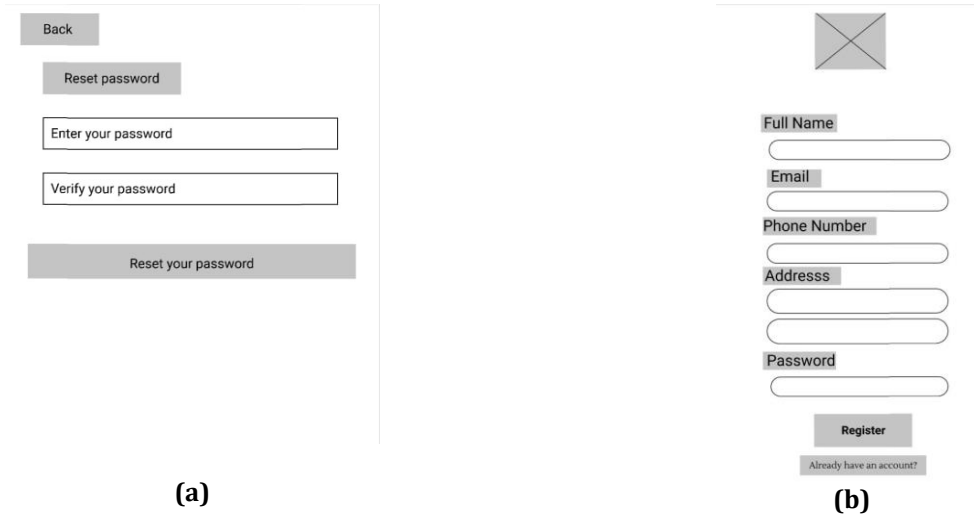 Back
Reset password
Enter your password
Verify your password
Reset your password
(a)
Full Name
Email
Phone Number
Addresss
Password
Register
Already have an account?
(b)